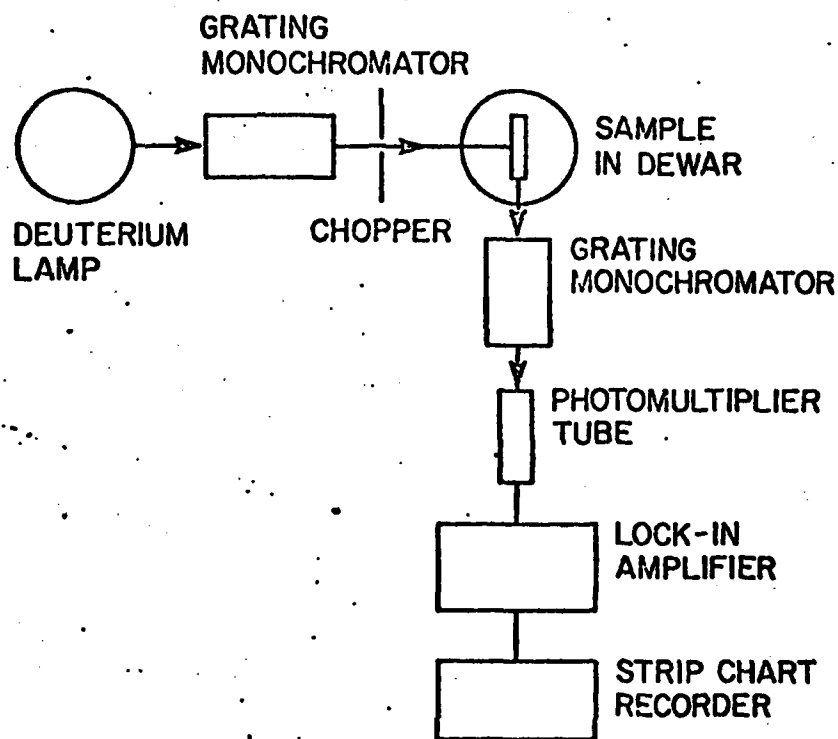 GRATING
MONOCHROMATOR
SAMPLE
IN DEWAR
DEUTERIUM
LAMP
CHOPPER
GRATING
MONOCHROMATOR
PHOTOMULTIPLIER
TUBE
LOCK-IN
AMPLIFIER
STRIP CHART
RECORDER